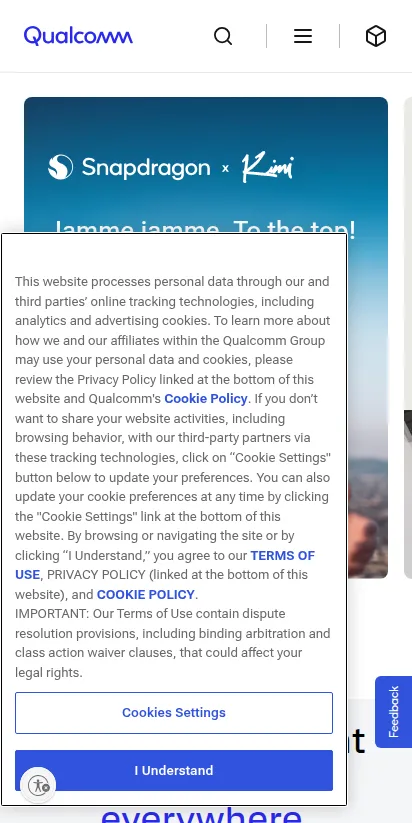 Qualcomm
Snapdragon x Kimi
Jamme jamme. To the top!
This website processes personal data through our and
third parties’ online tracking technologies, including
analytics and advertising cookies. To learn more about
how we and our affiliates within the Qualcomm Group
may use your personal data and cookies, please
review the Privacy Policy linked at the bottom of this
website and Qualcomm's Cookie Policy. If you don’t
want to share your website activities, including
browsing behavior, with our third-party partners via
these tracking technologies, click on “Cookie Settings"
button below to update your preferences. You can also
update your cookie preferences at any time by clicking
the "Cookie Settings" link at the bottom of this
website. By browsing or navigating the site or by
clicking “I Understand,” you agree to our TERMS OF
USE, PRIVACY POLICY (linked at the bottom of this
website), and COOKIE POLICY.
IMPORTANT: Our Terms of Use contain dispute
resolution provisions, including binding arbitration and
class action waiver clauses, that could affect your
legal rights.
Cookies Settings
Feedback
I Understand
everywhere